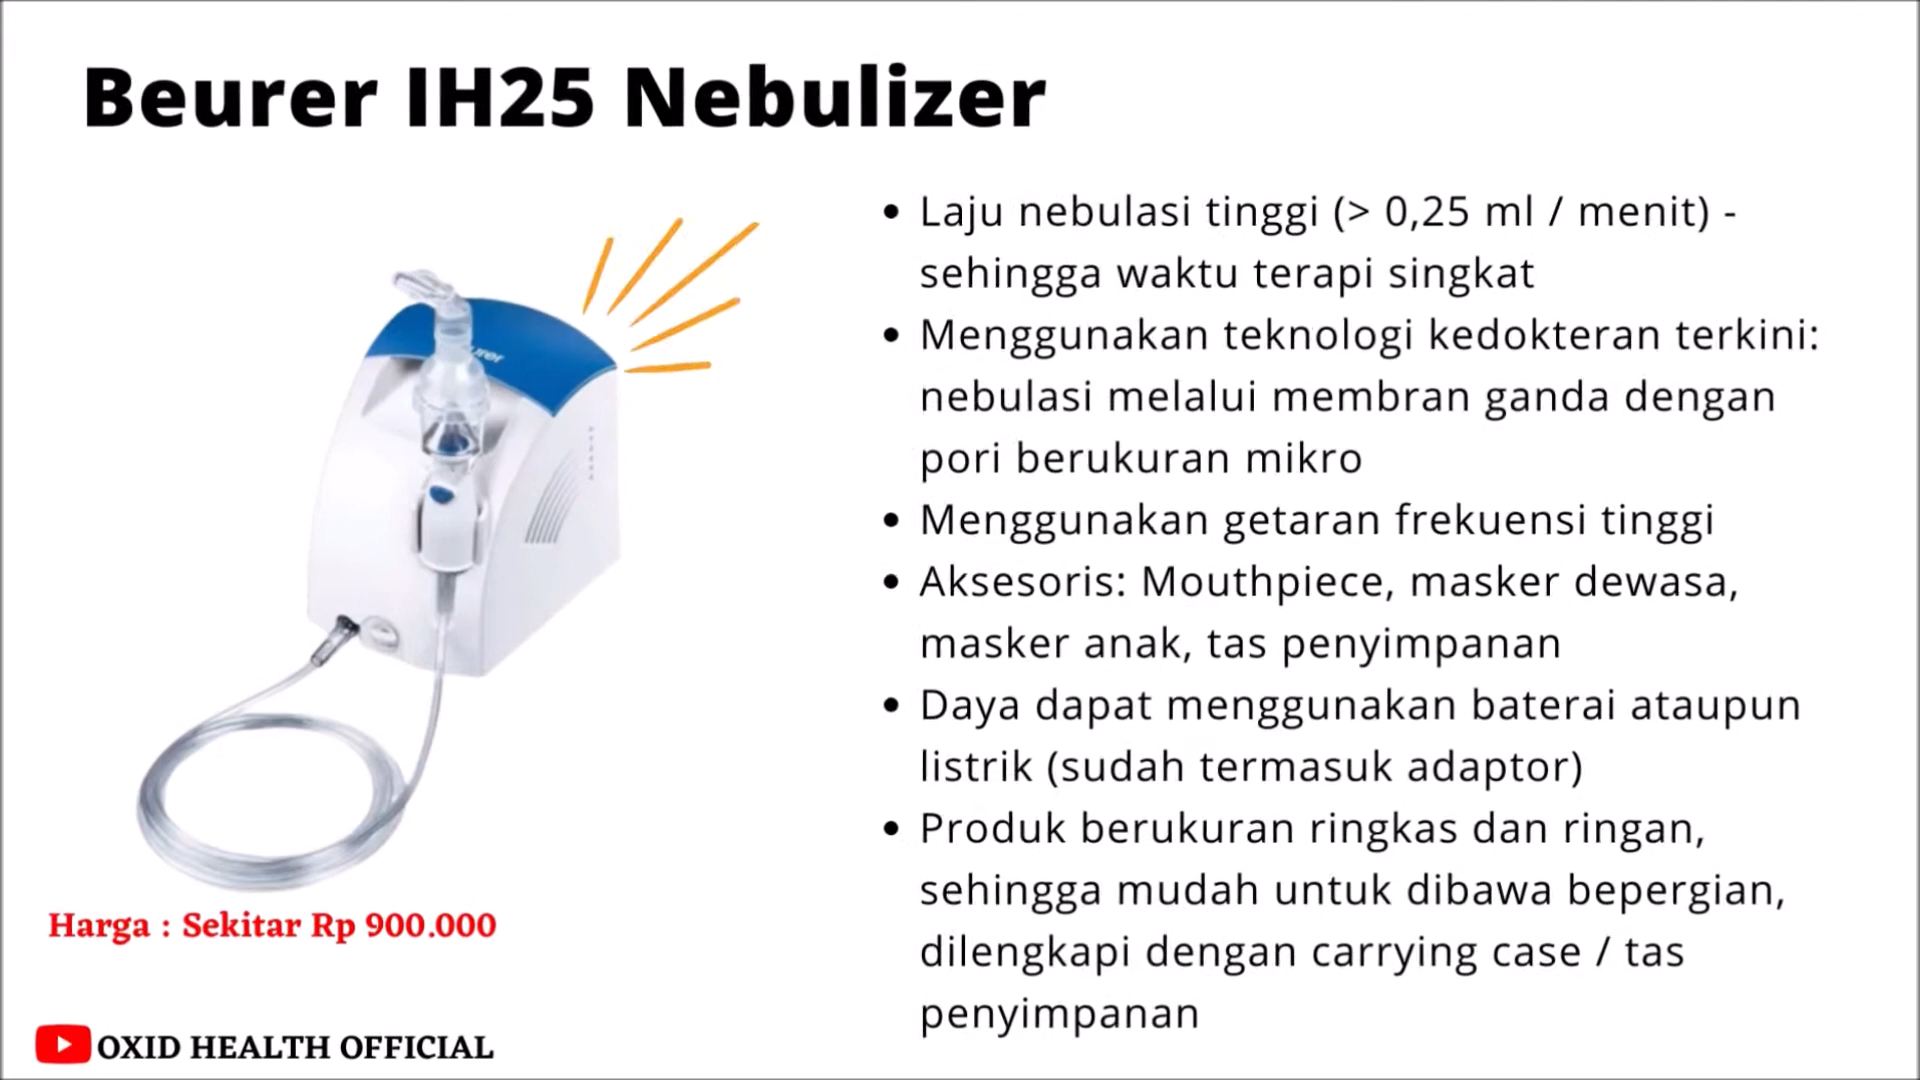 Beurer IH25 Nebulizer
• Laju nebulasi tinggi (> 0,25 ml / menit) -
sehingga waktu terapi singkat
• Menggunakan teknologi kedokteran terkini:
nebulasi melalui membran ganda dengan
pori berukuran mikro
• Menggunakan getaran frekuensi tinggi
• Aksesoris: Mouthpiece, masker dewasa,
masker anak, tas penyimpanan
• Daya dapat menggunakan baterai ataupun
listrik (sudah termasuk adaptor)
• Produk berukuran ringkas dan ringan,
sehingga mudah untuk dibawa bepergian,
dilengkapi dengan carrying case / tas
penyimpanan
Harga : Sekitar Rp 900.000
OXID HEALTH OFFICIAL